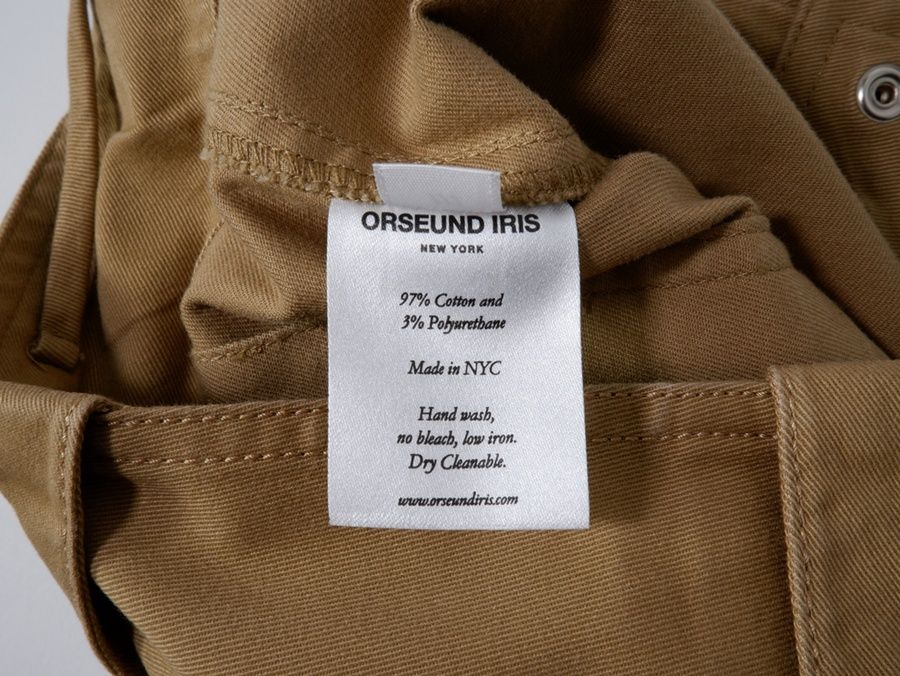 ORSEUND IRIS
NEW YORK
97% Cotton and
3% Polyurethane
Made in NYC
Hand wash,
no bleach, low iron.
Dry Cleanable.
www.orseundiris.com